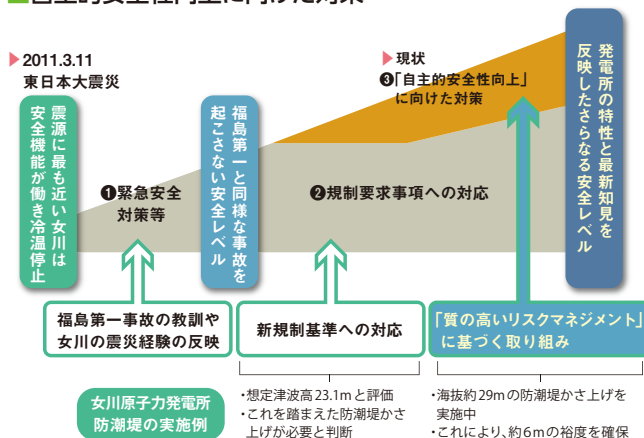 ■自主的安全性向上に向けた対策
▶2011.3.11
東日本大震災
震源に最も近い女川は
安全機能が働き冷温停止
❶緊急安全
対策等
福島第一と同様な事故を
起こさない安全レベル
▶現状
❸「自主的安全性向上」
に向けた対策
❷規制要求事項への対応
発電所の特性と最新知見を
反映したさらなる安全レベル
福島第一事故の教訓や
女川の震災経験の反映
新規制基準への対応
「質の高いリスクマネジメント」
に基づく取り組み
女川原子力発電所
防潮堤の実施例
・想定津波高23.1mと評価
・これを踏まえた防潮堤かさ
上げが必要と判断
・海抜約29mの防潮堤かさ上げを
実施中
・これにより、約6mの裕度を確保